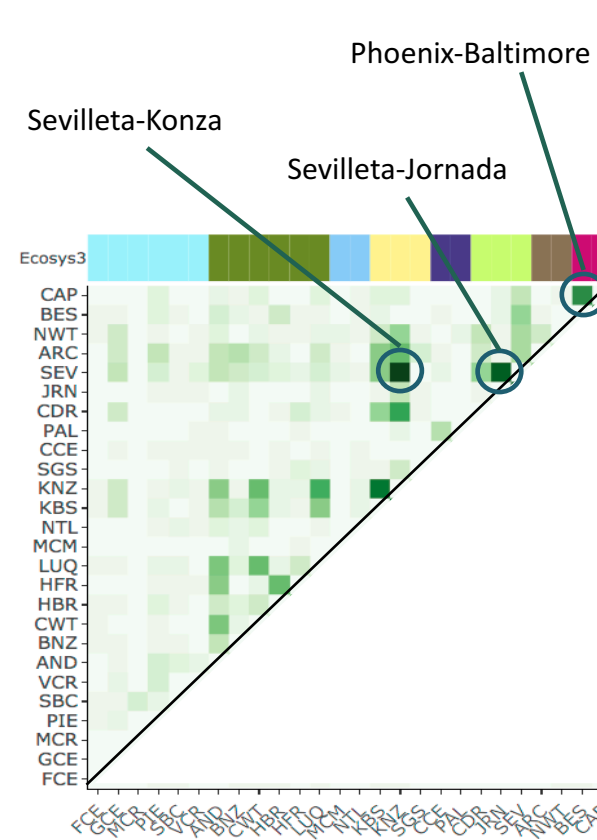 Phoenix-Baltimore
Sevilleta-Konza
Sevilleta-Jornada
Ecosys3
CAP
BES
NWT
ARC
SEV
JRN
CDR
PAL
CCE
SGS
KNZ
KBS
NTL
MCM
LUQ
HFR
HBR
CWT
BNZ
AND
VCR
SBC
PIE
MCR
GCE
FCE
FCE GCE MCR PIE SBC VCR AND BNZ CWT HBR HFR LUQ MCM NTL KBS KNZ SGS CCE PAL CDR JRN SEV ARC NWT BES CAP